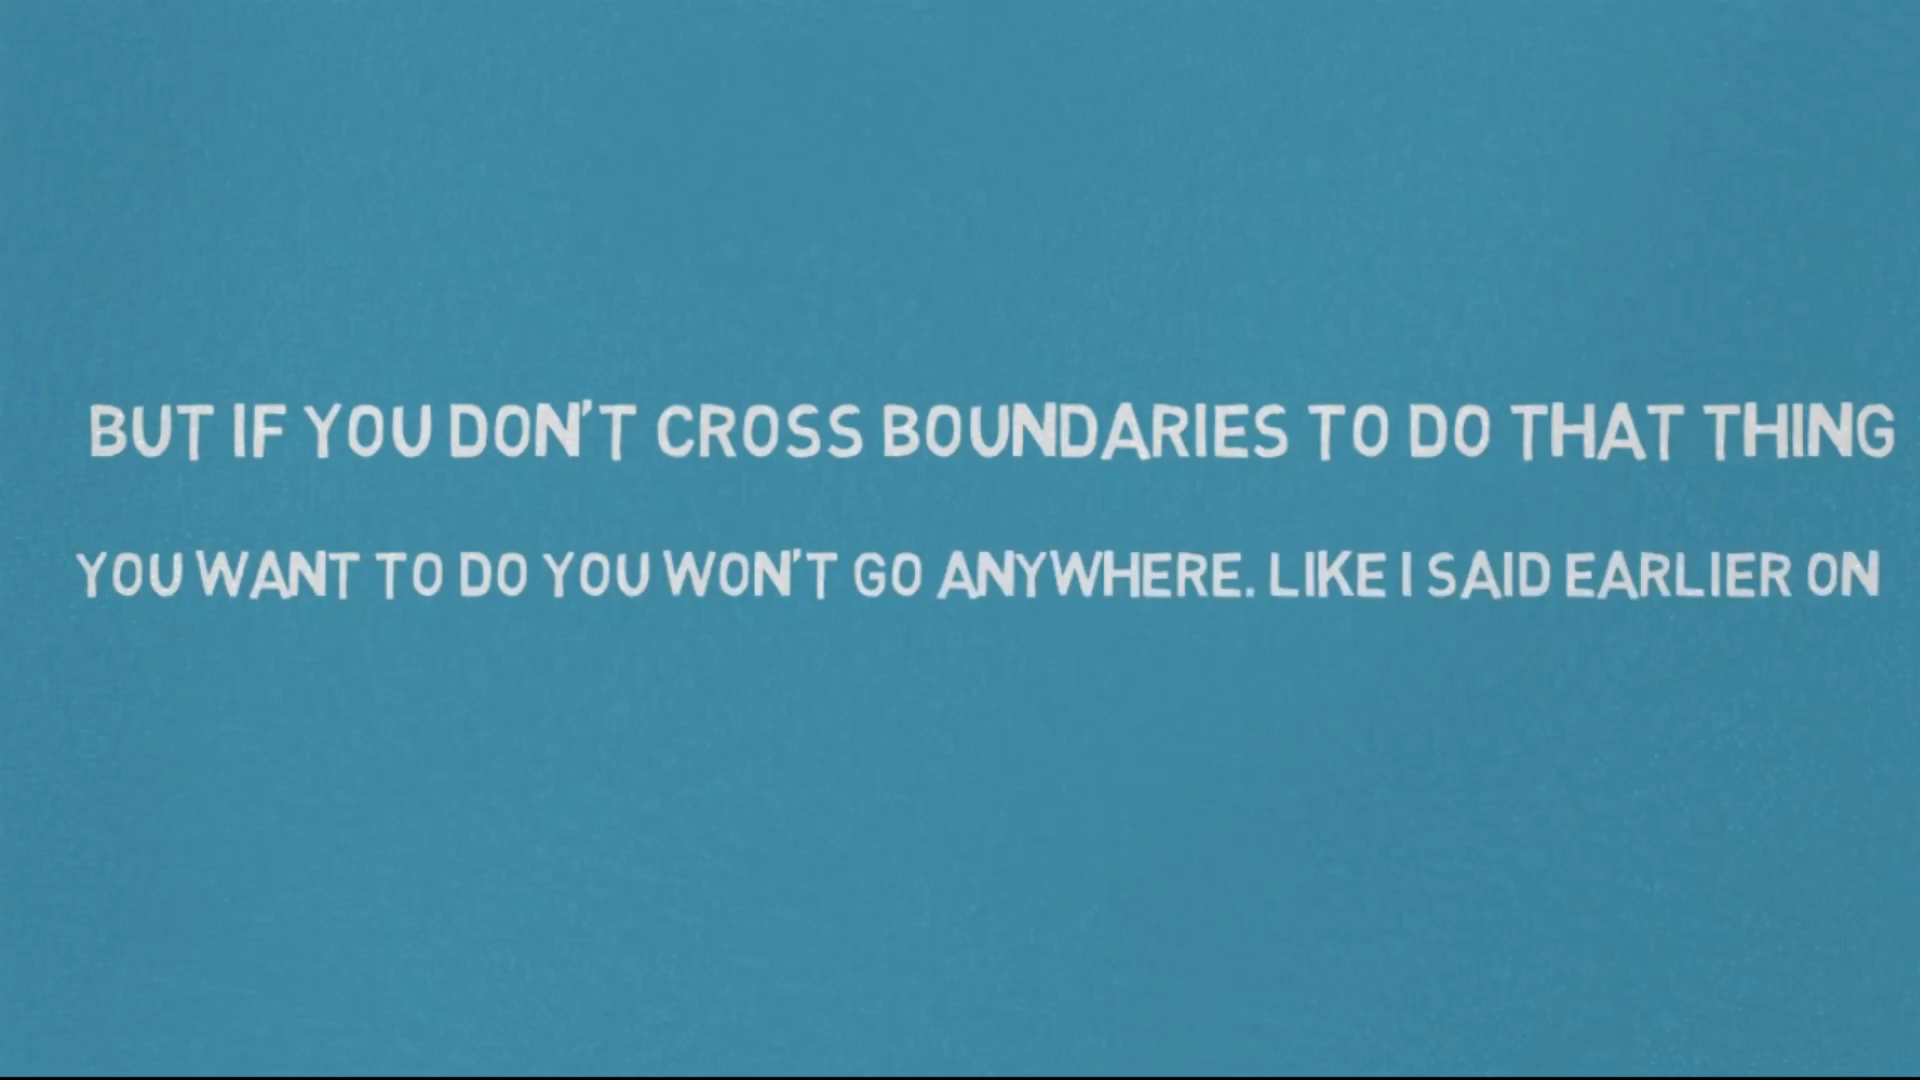 BUT IF YOU DON'T CROSS BOUNDARIES TO DO THAT THING
YOU WANT TO DO YOU WON'T GO ANYWHERE. LIKE I SAID EARLIER ON